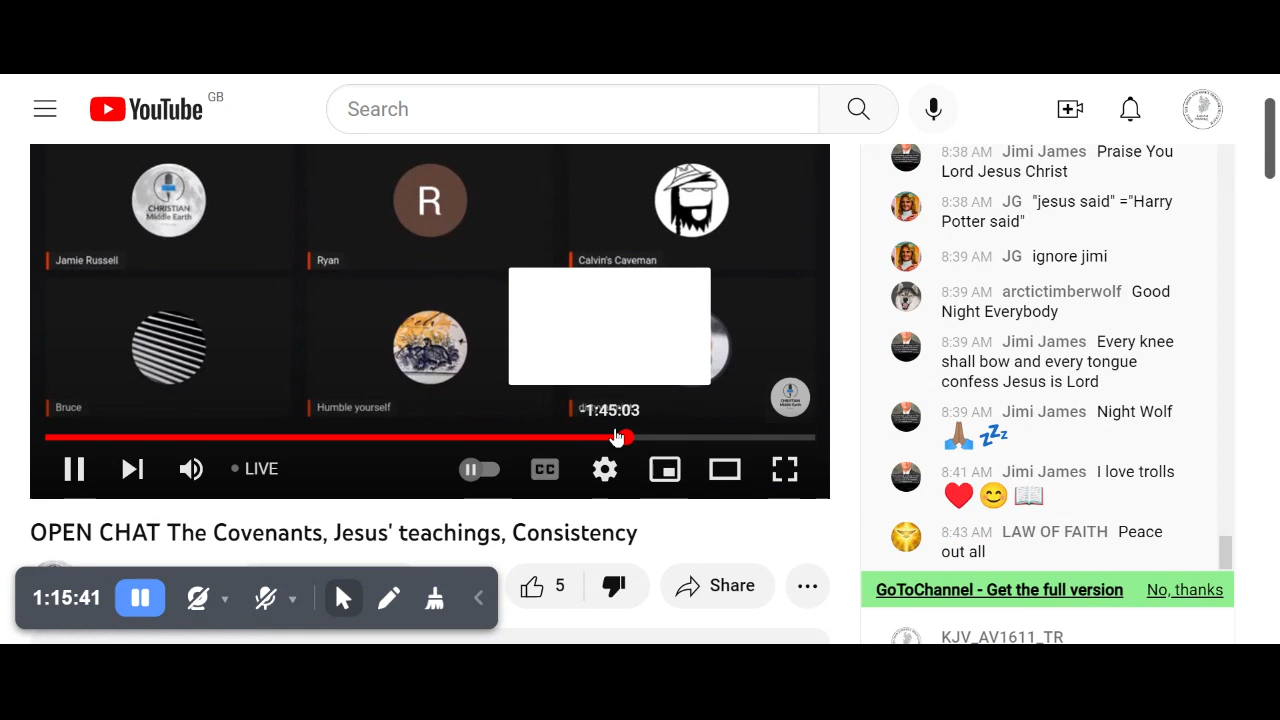 YouTube GB
Search
CHRISTIAN
Middle Earth
R
Jamie Russell
Ryan
Calvin's Caveman
Bruce
Humble yourself
-1:45:03
LIVE
CC
OPEN CHAT The Covenants, Jesus' teachings, Consistency
1:15:41
5
Share
8:38 AM Jimi James Praise You
Lord Jesus Christ
8:38 AM JG "jesus said" ="Harry
Potter said"
8:39 AM JG ignore jimi
8:39 AM arctictimberwolf Good
Night Everybody
8:39 AM Jimi James Every knee
shall bow and every tongue
confess Jesus is Lord
8:39 AM Jimi James Night Wolf
🙏🏽 💤
8:41 AM Jimi James I love trolls
❤️😊📖
8:43 AM LAW OF FAITH Peace
out all
GoToChannel - Get the full version No, thanks
KJV_AV1611_TR